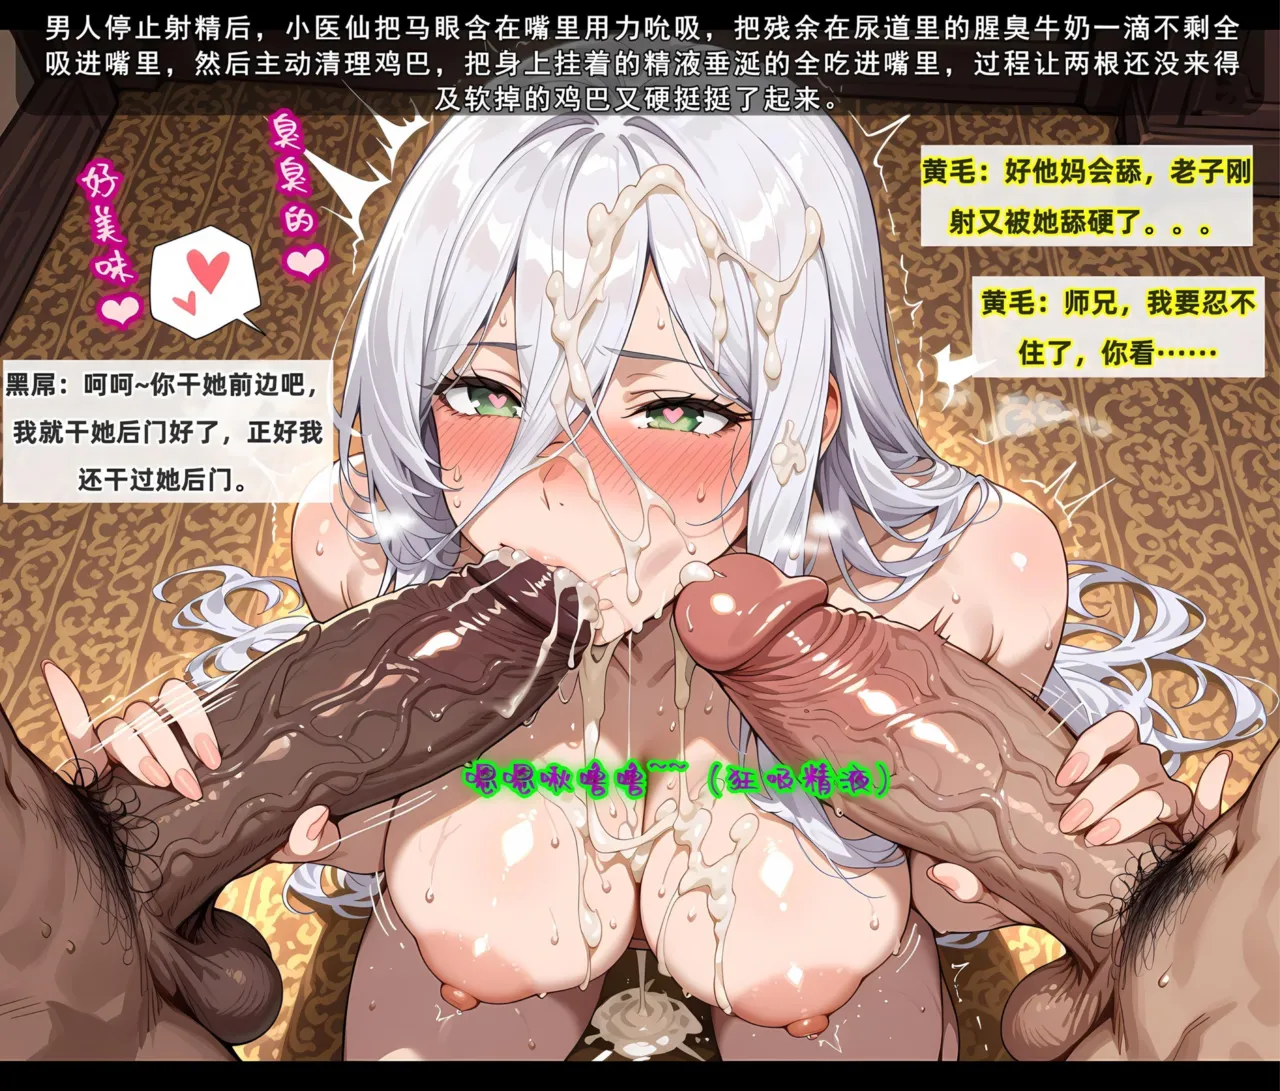 男人停止射精后，小医仙把马眼含在嘴里用力吮吸，把残余在尿道里的腥臭牛奶一滴不剩全
吸进嘴里，然后主动清理鸡巴，把身上挂着的精液垂涎的全吃进嘴里，过程让两根还没来得
及软掉的鸡巴又硬挺挺了起来。
臭臭的
好美味
黄毛：好他妈会舔，老子刚
射又被她舔硬了。。。
黄毛：师兄，我要忍不
住了，你看……
黑屌：呵呵~你干她前边吧，
我就干她后门好了，正好我
还干过她后门。
嗯嗯啾噜噜~~（狂吸精液）